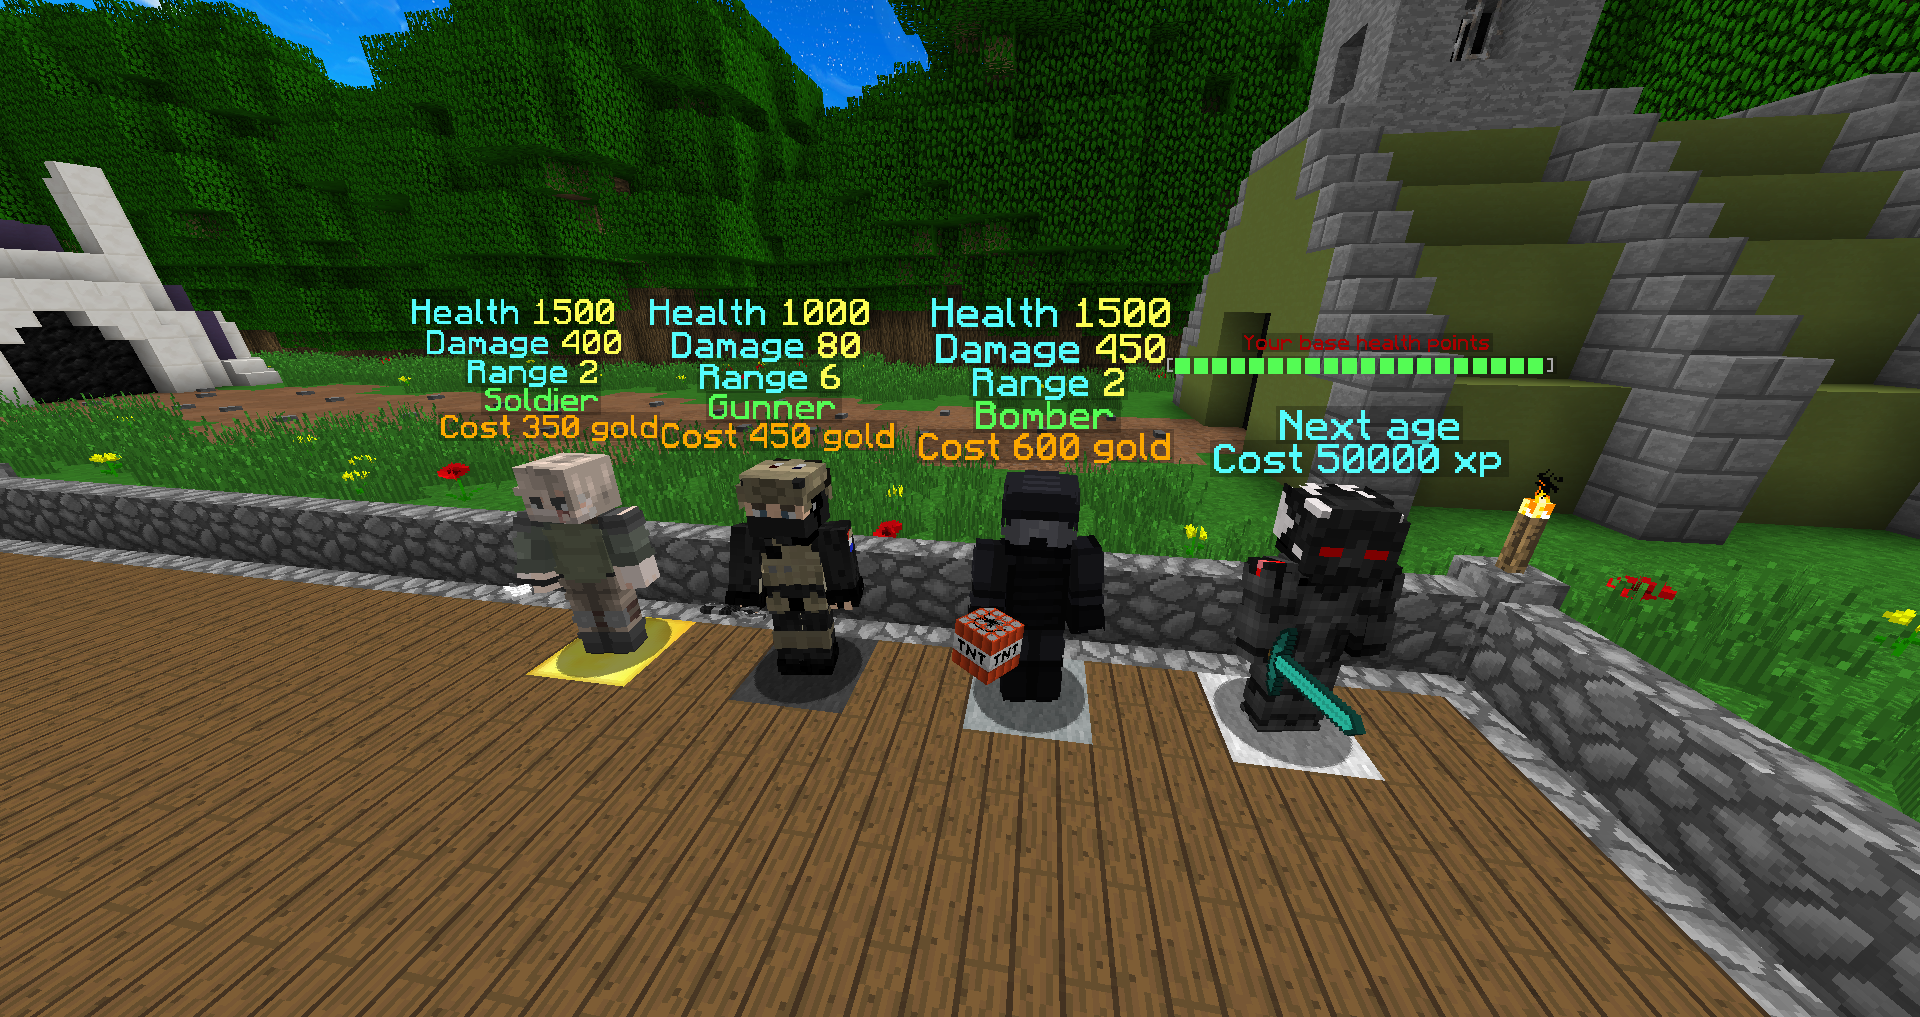 Health 1500
Damage 400
Range 2
Soldier
Cost 350 gold
Health 1000
Damage 80
Range 6
Gunner
Cost 450 gold
Health 1500
Damage 450
Range 2
Bomber
Cost 600 gold
Your base health points
Next age
Cost 50000 xp
TNT TNT